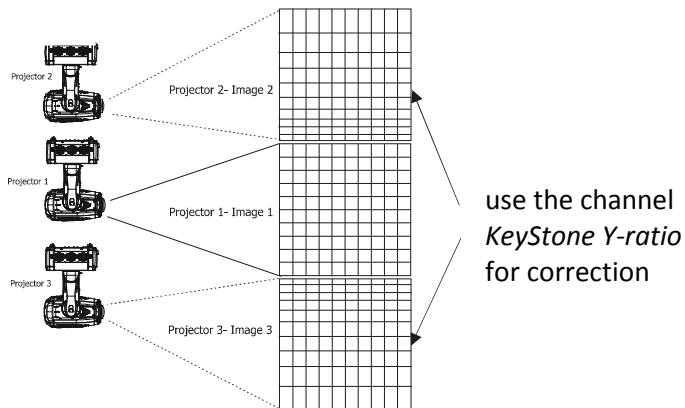 Projector 2
Projector 2- Image 2
Projector 1
Projector 1- Image 1
Projector 3
Projector 3- Image 3
use the channel
KeyStone Y-ratio
for correction